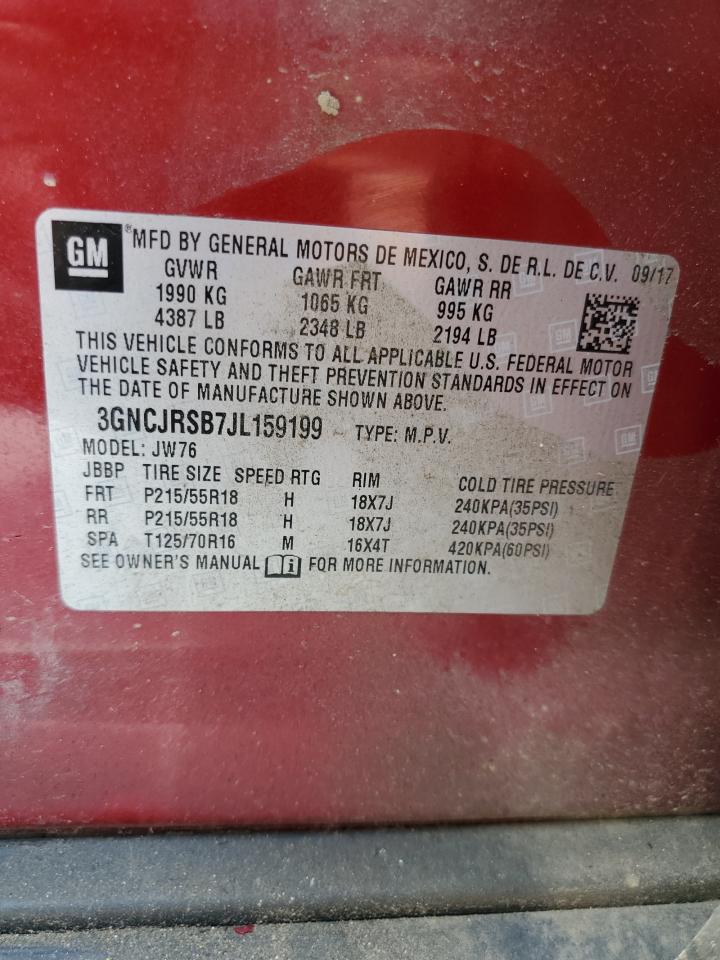 GM ®MFD BY GENERAL MOTORS DE MEXICO, S. DE R.L. DE C.V. 09/17
GVWR GAWR FRT GAWR RR
1990 KG 1065 KG 995 KG
4387 LB 2348 LB 2194 LB
THIS VEHICLE CONFORMS TO ALL APPLICABLE U.S. FEDERAL MOTOR
VEHICLE SAFETY AND THEFT PREVENTION STANDARDS IN EFFECT ON
THE DATE OF MANUFACTURE SHOWN ABOVE.
3GNCJRSB7JL159199 TYPE: M.P.V.
MODEL: JW76
JBBP TIRE SIZE SPEED RTG RIM COLD TIRE PRESSURE
FRT P215/55R18 H 18X7J 240KPA(35PSI)
RR P215/55R18 H 18X7J 240KPA(35PSI)
SPA T125/70R16 M 16X4T 420KPA(60PSI)
SEE OWNER'S MANUAL FOR MORE INFORMATION.